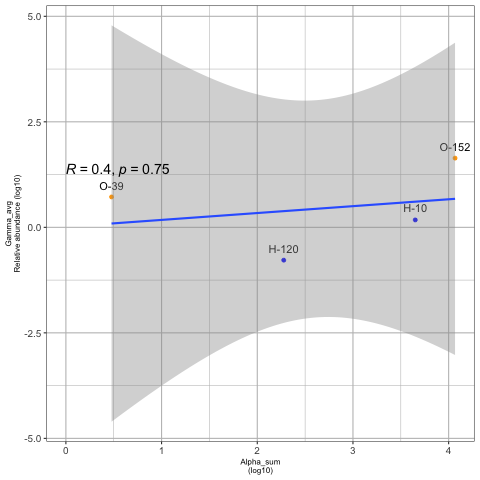 5.0
2.5
0.0
-2.5
-5.0
Gamma_avg
Relative abundance (log10)
O-152
R = 0.4, p = 0.75
O-39
H-10
H-120
0
1
2
3
4
Alpha_sum
(log10)